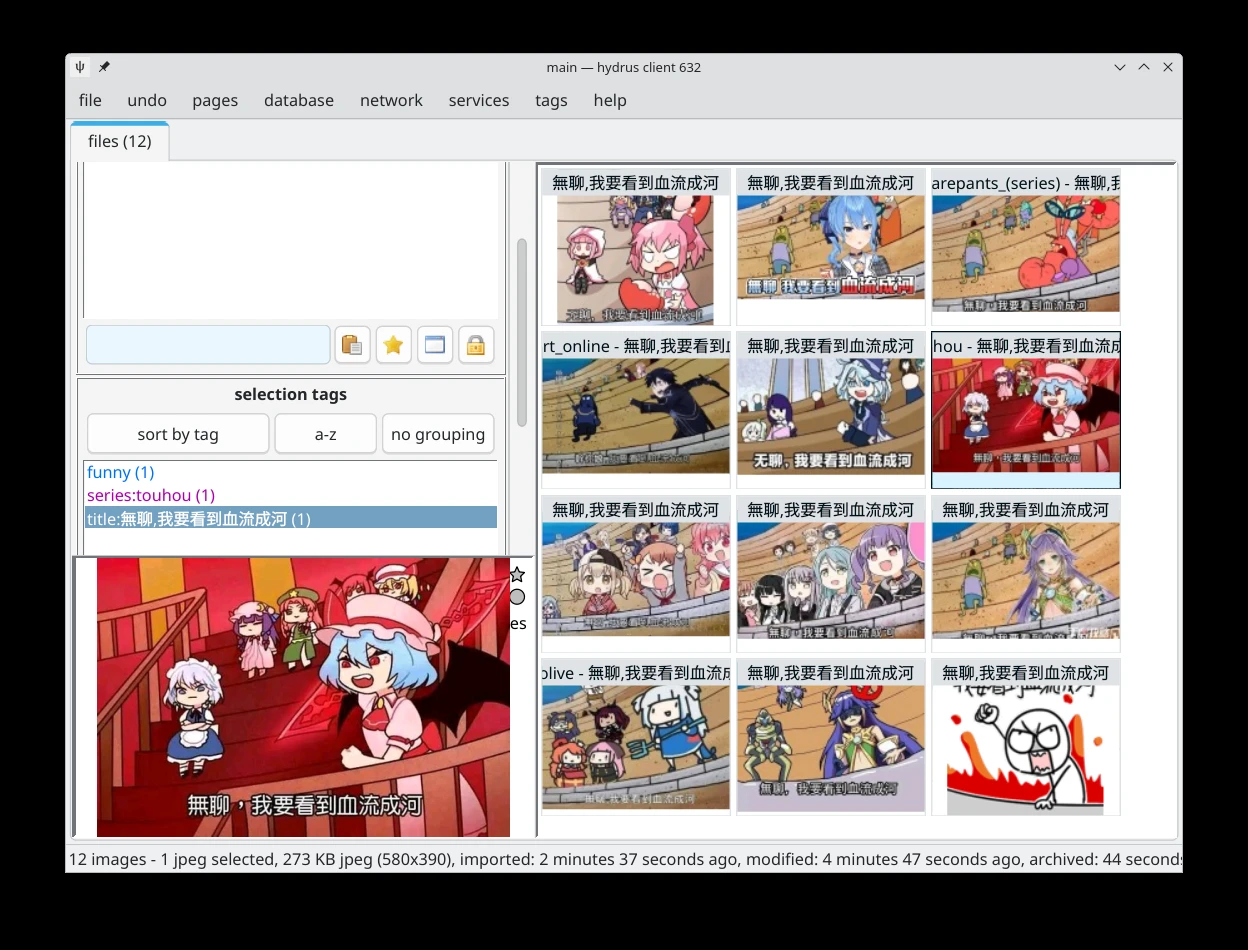 main — hydrus client 632
file undo pages database network services tags help
files (12)
selection tags
sort by tag a-z no grouping
funny (1)
series:touhou (1)
title:無聊,我要看到血流成河 (1)
es
無聊，我要看到血流成河
無聊,我要看到血流成河
无聊，我要看到血流成河
無聊,我要看到血流成河
無聊 我要看到血流成河
arepants_(series) - 無聊,我
無聊，我要看到血流成河
rt_online - 無聊,我要看到血
無聊,我要看到血流成河
无聊，我要看到血流成河
hou - 無聊,我要看到血流成
無聊，我要看到血流成河
無聊,我要看到血流成河
無聊,我要看到血流成河
無聊，我要看到血流成河
無聊,我要看到血流成河
無聊，我要看到血流成河
olive - 無聊,我要看到血流成
無聊 我要看到血流成河
無聊,我要看到血流成河
無聊，我要看到血流成河
無聊,我要看到血流成河
我要看到血流成河
12 images - 1 jpeg selected, 273 KB jpeg (580x390), imported: 2 minutes 37 seconds ago, modified: 4 minutes 47 seconds ago, archived: 44 seconds